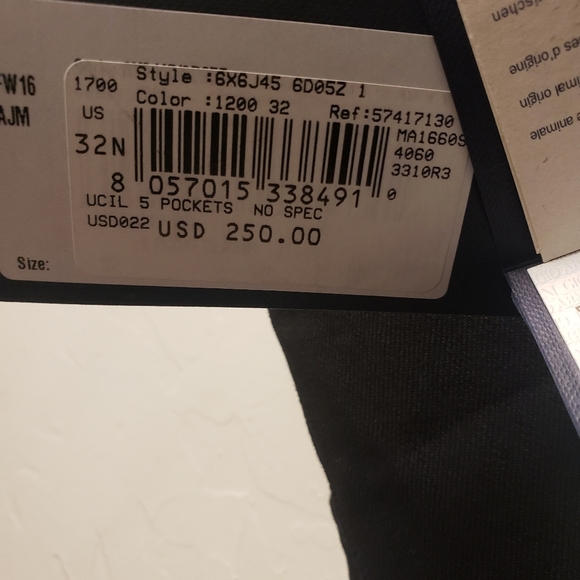 FW16
AJM
1700
US
32N
Style :6X6J45 6D05Z 1
Color :1200 32
Ref:57417130
MA1660S
4060
3310R3
0
8 057015 338491
UCIL 5 POCKETS NO SPEC
USD022 USD 250.00
Size:
ischen
es d'origine
imal origin
e animale